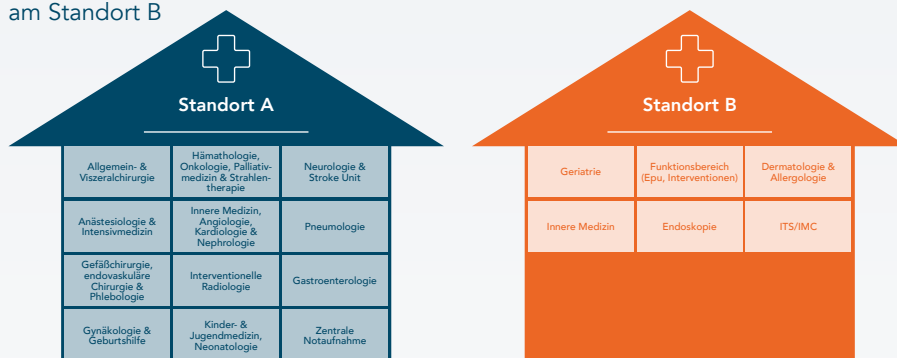 am Standort B
Standort A
Allgemein- &
Viszeralchirurgie
Hämathologie,
Onkologie, Palliativ-
medizin & Strahlen-
therapie
Neurologie &
Stroke Unit
Anästesiologie &
Intensivmedizin
Innere Medizin,
Angiologie,
Kardiologie &
Nephrologie
Pneumologie
Gefäßchirurgie,
endovaskuläre
Chirurgie &
Phlebologie
Interventionelle
Radiologie
Gastroenterologie
Gynäkologie &
Geburtshilfe
Kinder- &
Jugendmedizin,
Neonatologie
Zentrale
Notaufnahme
Standort B
Geriatrie
Funktionsbereich
(Epu, Interventionen)
Dermatologie &
Allergologie
Innere Medizin
Endoskopie
ITS/IMC